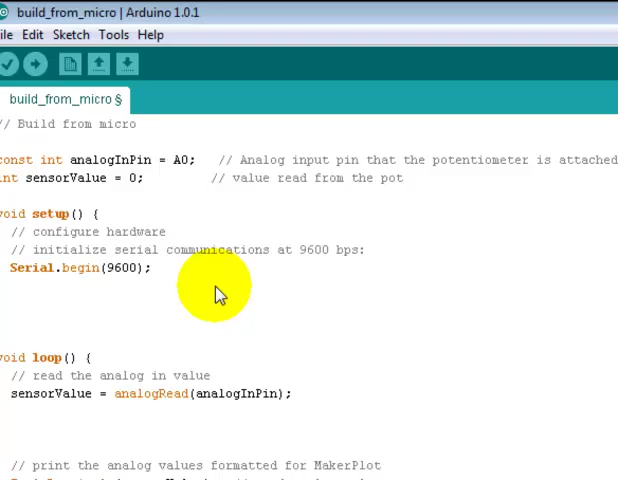 build_from_micro | Arduino 1.0.1
ile Edit Sketch Tools Help
build_from_micro §
// Build from micro
const int analogInPin = A0;   // Analog input pin that the potentiometer is attached
int sensorValue = 0;          // value read from the pot
void setup() {
// configure hardware
// initialize serial communications at 9600 bps:
Serial.begin(9600);
void loop() {
// read the analog in value
sensorValue = analogRead(analogInPin);
// print the analog values formatted for MakerPlot